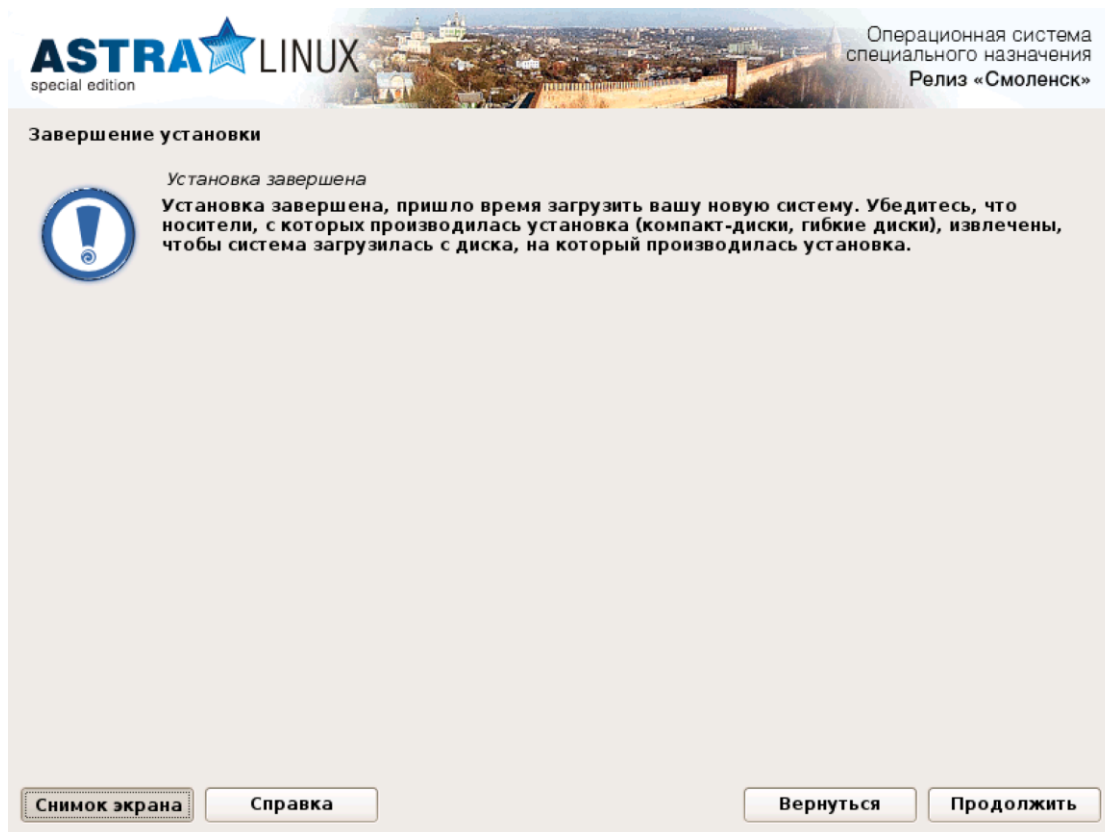 ASTRA LINUX
special edition
Операционная система
специального назначения
Релиз «Смоленск»
Завершение установки
Установка завершена
Установка завершена, пришло время загрузить вашу новую систему. Убедитесь, что
носители, с которых производилась установка (компакт-диски, гибкие диски), извлечены,
чтобы система загрузилась с диска, на который производилась установка.
Снимок экрана
Справка
Вернуться
Продолжить